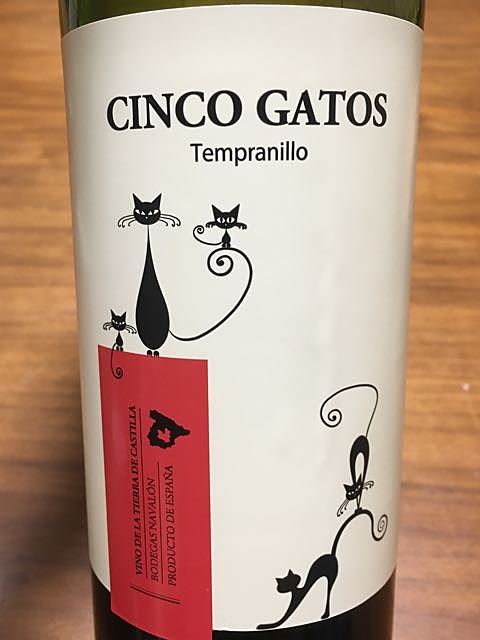 CINCO GATOS
Tempranillo
VINO DE LA TIERRA DE CASTILLA
BODEGAS NAVALÓN
PRODUCTO DE ESPAÑA